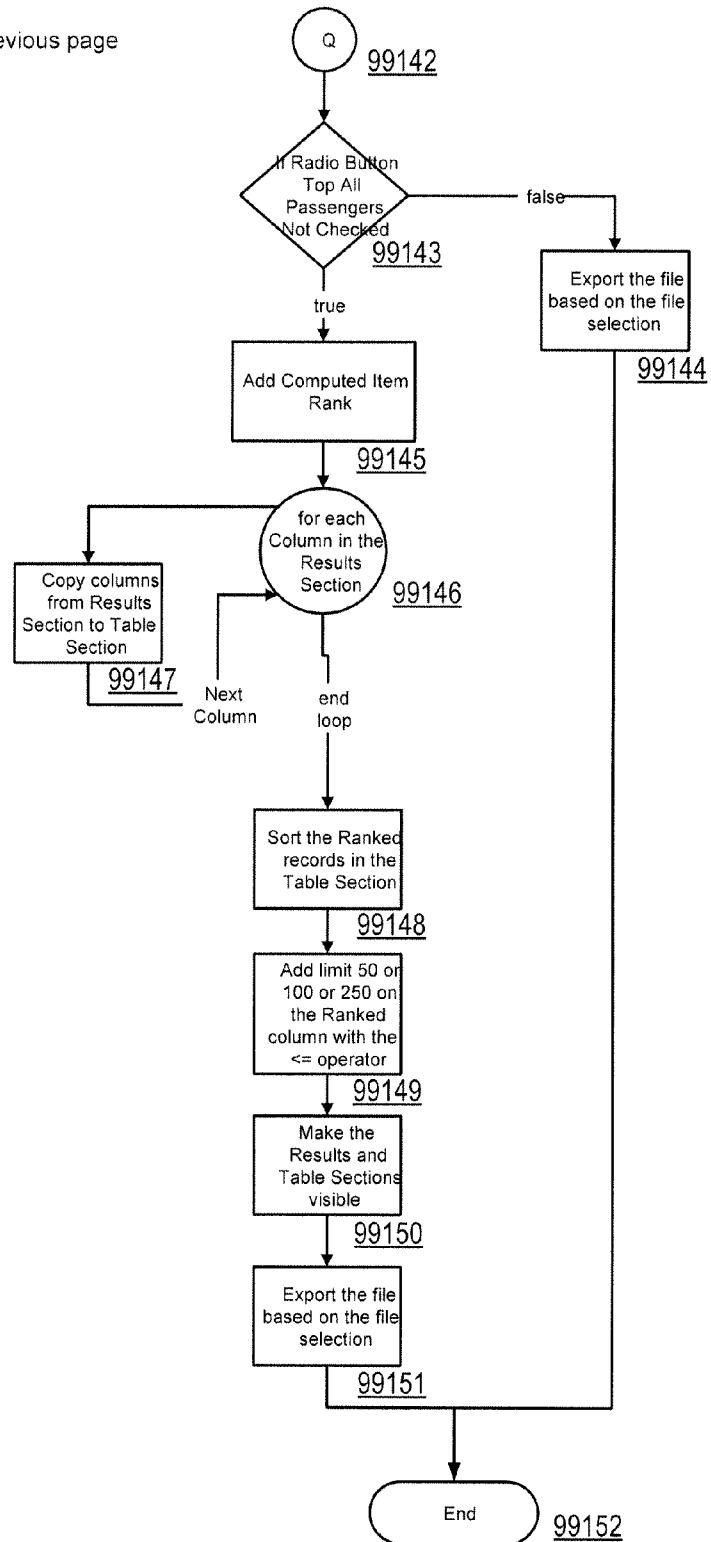 evious page
Q
99142
If Radio Button
Top All
Passengers
Not Checked
99143
false
Export the file
based on the file
selection
99144
true
Add Computed Item
Rank
99145
for each
Column in the
Results
Section
99146
Copy columns
from Results
Section to Table
Section
99147
Next
Column
end
loop
Sort the Ranked
records in the
Table Section
99148
Add limit 50 or
100 or 250 on
the Ranked
column with the
<= operator
99149
Make the
Results and
Table Sections
visible
99150
Export the file
based on the file
selection
99151
End
99152